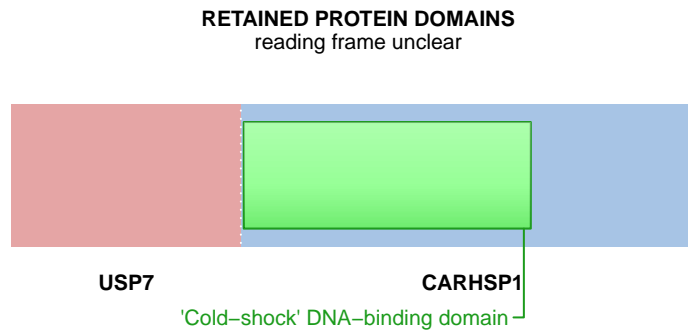 RETAINED PROTEIN DOMAINS
reading frame unclear
USP7 CARHSP1
'Cold−shock' DNA−binding domain